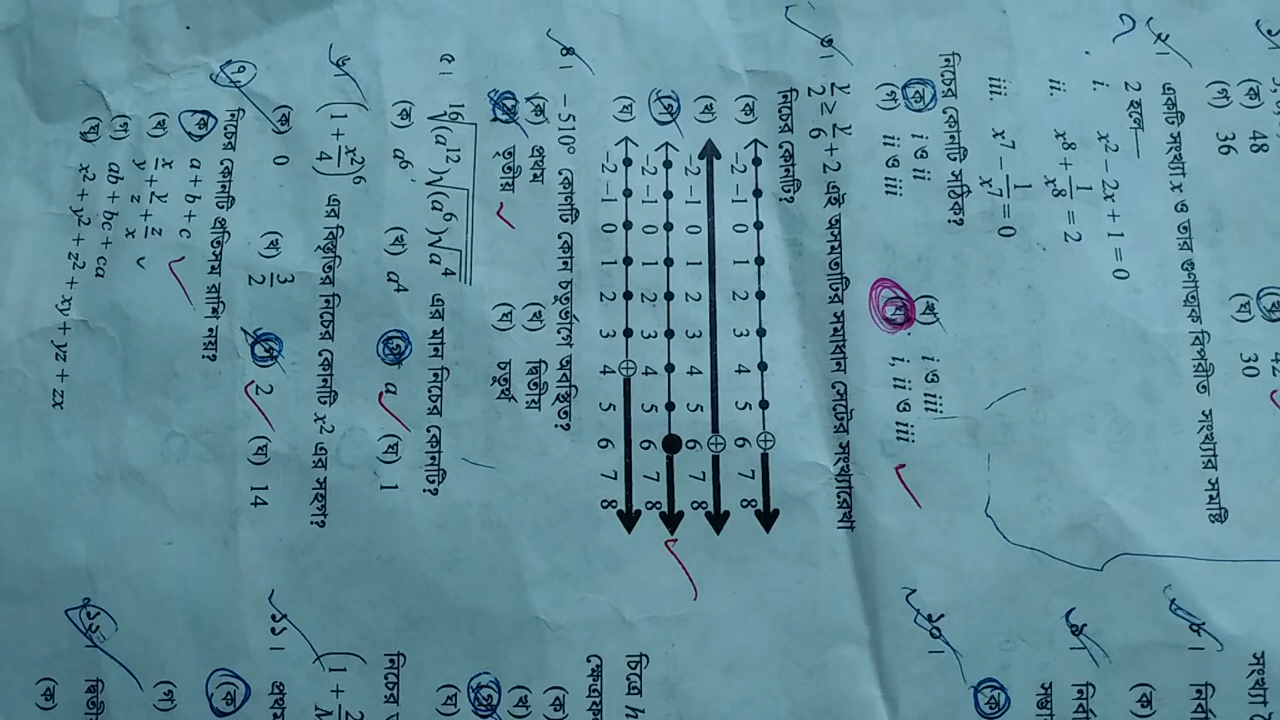 (ক) 48
(গ) 36
(ঘ) 30
২। একটি সংখ্যা x ও তার গুণাত্মক বিপরীত সংখ্যার সমষ্টি
2 হলে—
i. x² − 2x + 1 = 0
ii. x⁸ + 1/x⁸ = 2
iii. x⁷ − 1/x⁷ = 0
নিচের কোনটি সঠিক?
(ক) i ও ii (খ) i ও iii
(গ) ii ও iii (ঘ) i, ii ও iii
৩। y/2 ≥ y/6 + 2 এই অসমতাটির সমাধান সেটের সংখ্যারেখা
নিচের কোনটি?
(ক) -2 -1 0 1 2 3 4 5 6 7 8
(খ) -2 -1 0 1 2 3 4 5 6 7 8
(গ) -2 -1 0 1 2 3 4 5 6 7 8
(ঘ) -2 -1 0 1 2 3 4 5 6 7 8
৪। − 510° কোণটি কোন চতুর্ভাগে অবস্থিত?
(ক) প্রথম (খ) দ্বিতীয়
(গ) তৃতীয় (ঘ) চতুর্থ
৫। ¹⁶√(a¹²)√(a⁶)√a⁴ এর মান নিচের কোনটি?
(ক) a⁶ (খ) a⁴ (গ) a (ঘ) 1
৬। (1 + x²/4)⁶ এর বিস্তৃতির নিচের কোনটি x² এর সহগ?
(ক) 0 (খ) 3/2 (গ) 2 (ঘ) 14
৭। নিচের কোনটি প্রতিসম রাশি নয়?
(ক) a + b + c
(খ) x/y + y/z + z/x
(গ) ab + bc + ca
(ঘ) x² + y² + z² + xy + yz + zx
সংখ্যা
৮। নির্ণ
(ক)
৯। নির্ণ
সম্ভা
(ক)
১০।
চিত্রে h
ক্ষেত্রফল
(ক)
(খ)
(গ)
(ঘ)
নিচের
(1 + 2
১১। প্রথম
(ক)
(গ)
১২। দ্বিতী
(ক)